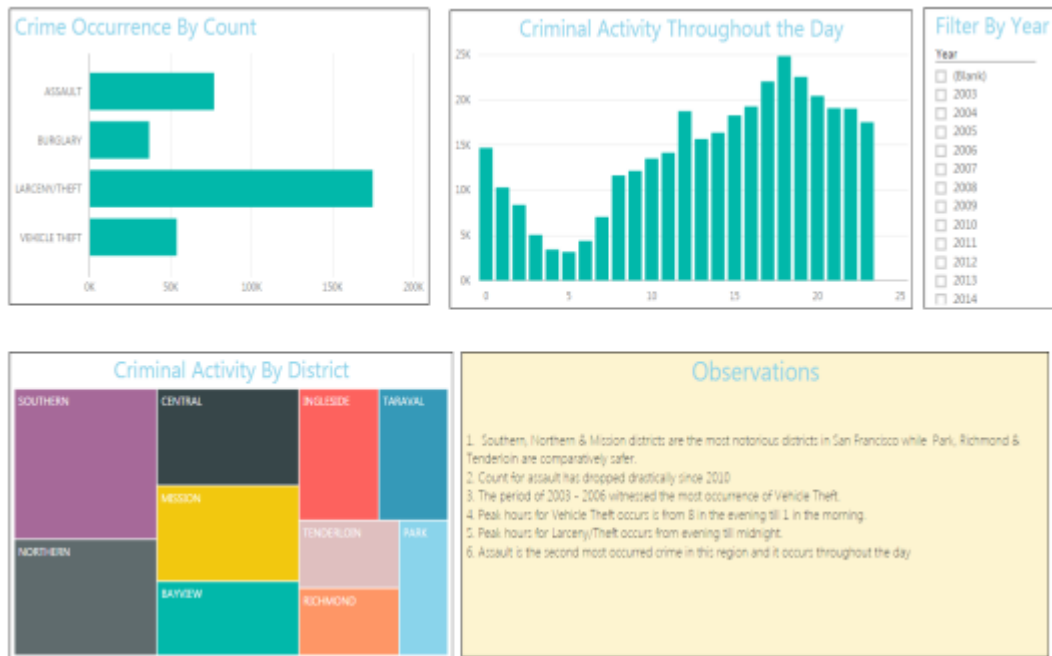 Crime Occurrence By Count
ASSAULT
BURGLARY
LARCENY/THEFT
VEHICLE THEFT
0K 50K 100K 150K 200K
Criminal Activity Throughout the Day
25K
20K
15K
10K
5K
0K
0 5 10 15 20 25
Filter By Year
Year
(Blank)
2003
2004
2005
2006
2007
2008
2009
2010
2011
2012
2013
2014
Criminal Activity By District
SOUTHERN
NORTHERN
CENTRAL
MISSION
BAYVIEW
INGLESIDE
TARAVAL
TENDERLOIN
PARK
RICHMOND
Observations
1. Southern, Northern & Mission districts are the most notorious districts in San Francisco while Park, Richmond &
Tenderloin are comparatively safer.
2. Count for assault has dropped drastically since 2010
3. The period of 2003 - 2006 witnessed the most occurrence of Vehicle Theft.
4. Peak hours for Vehicle Theft occurs is from 8 in the evening till 1 in the morning.
5. Peak hours for Larceny/Theft occurs from evening till midnight.
6. Assault is the second most occurred crime in this region and it occurs throughout the day